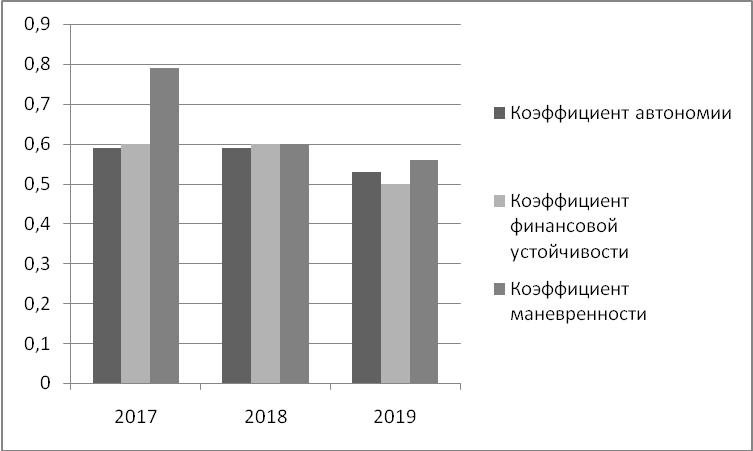 0,9
0,8
0,7
0,6
0,5
0,4
0,3
0,2
0,1
0
2017
2018
2019
Коэффициент автономии
Коэффициент
финансовой
устойчивости
Коэффициент
маневренности